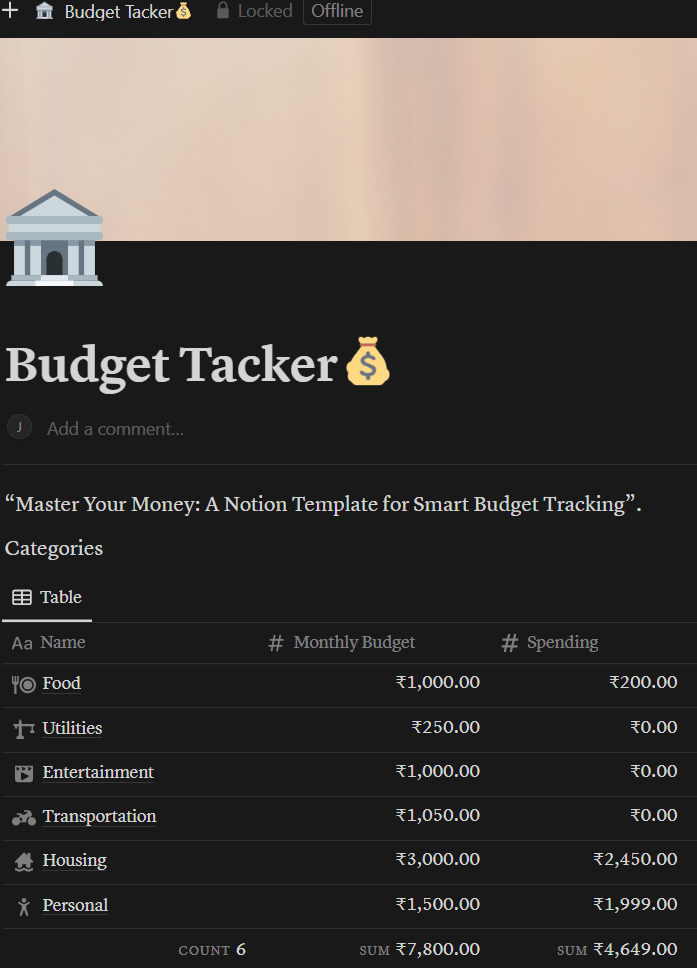 Budget Tacker💰 Locked Offline
Budget Tacker💰
J Add a comment...
“Master Your Money: A Notion Template for Smart Budget Tracking”.
Categories
Table
Aa Name # Monthly Budget # Spending
Food ₹1,000.00 ₹200.00
Utilities ₹250.00 ₹0.00
Entertainment ₹1,000.00 ₹0.00
Transportation ₹1,050.00 ₹0.00
Housing ₹3,000.00 ₹2,450.00
Personal ₹1,500.00 ₹1,999.00
COUNT 6 SUM ₹7,800.00 SUM ₹4,649.00